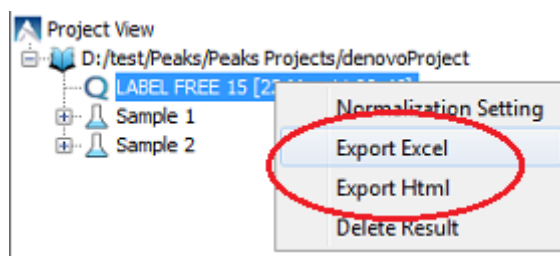 Project View
D:/test/Peaks/Peaks Projects/denovoProject
LABEL FREE 15 [22
Sample 1
Sample 2
Normalization Setting
Export Excel
Export Html
Delete Result